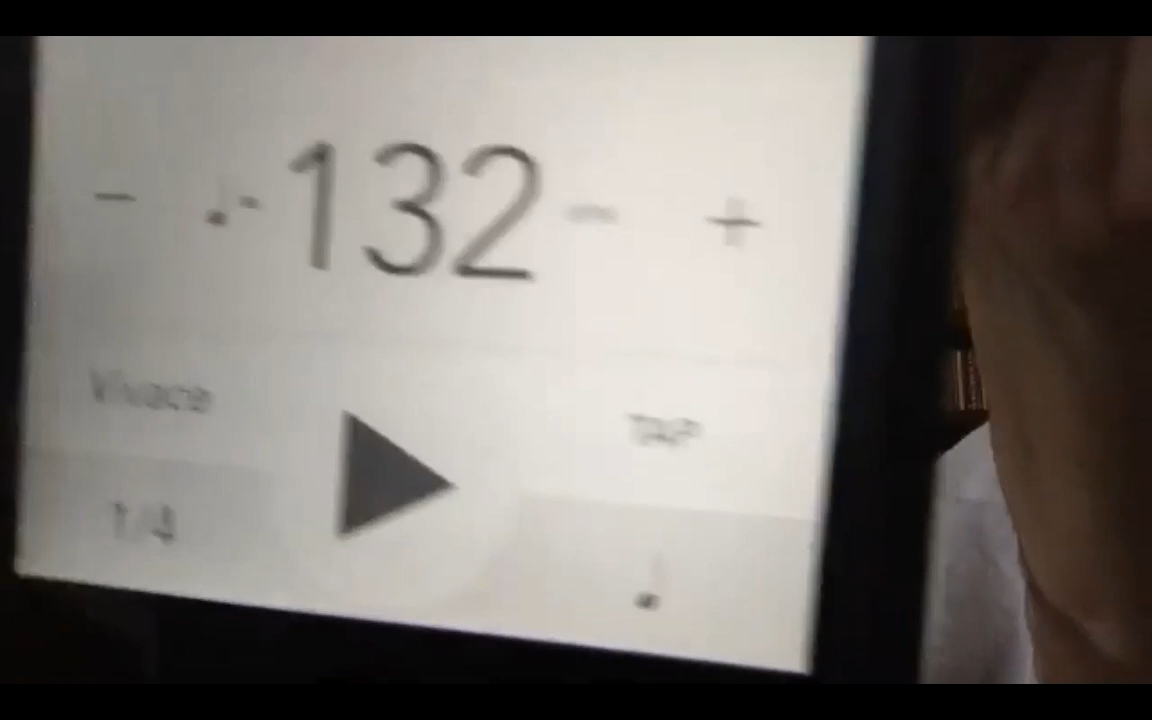 - ♩= 132 - +
Vivace
TAP
1/4
♩